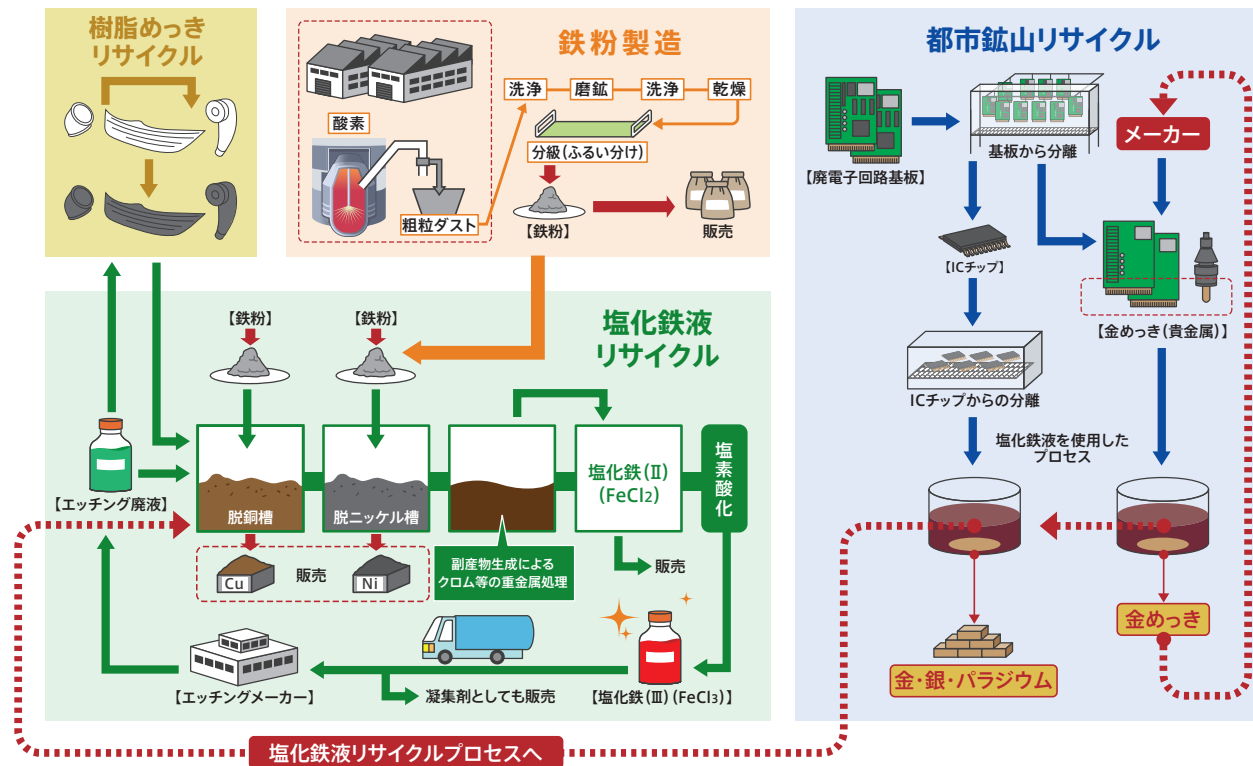 樹脂めっき
リサイクル
鉄粉製造
酸素
粗粒ダスト
洗浄
磨鉱
洗浄
乾燥
分級(ふるい分け)
【鉄粉】
販売
都市鉱山リサイクル
【廃電子回路基板】
基板から分離
メーカー
【ICチップ】
【金めっき(貴金属)】
ICチップからの分離
塩化鉄液を使用した
プロセス
金めっき
金・銀・パラジウム
塩化鉄液
リサイクル
【鉄粉】
【鉄粉】
【エッチング廃液】
脱銅槽
脱ニッケル槽
塩化鉄(Ⅱ)
(FeCl2)
塩素酸化
Cu
販売
Ni
副産物生成による
クロム等の重金属処理
販売
【エッチングメーカー】
凝集剤としても販売
【塩化鉄(Ⅲ)(FeCl3)】
塩化鉄液リサイクルプロセスへ